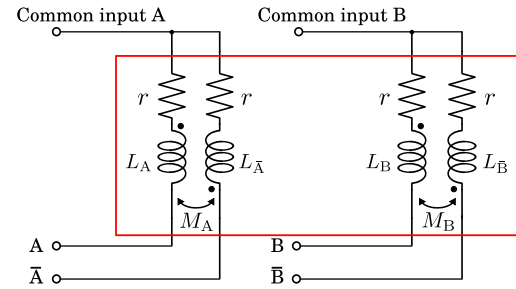 Common input A Common input B
r r r r
L_A L_Ā L_B L_B̄
M_A M_B
A B
Ā B̄